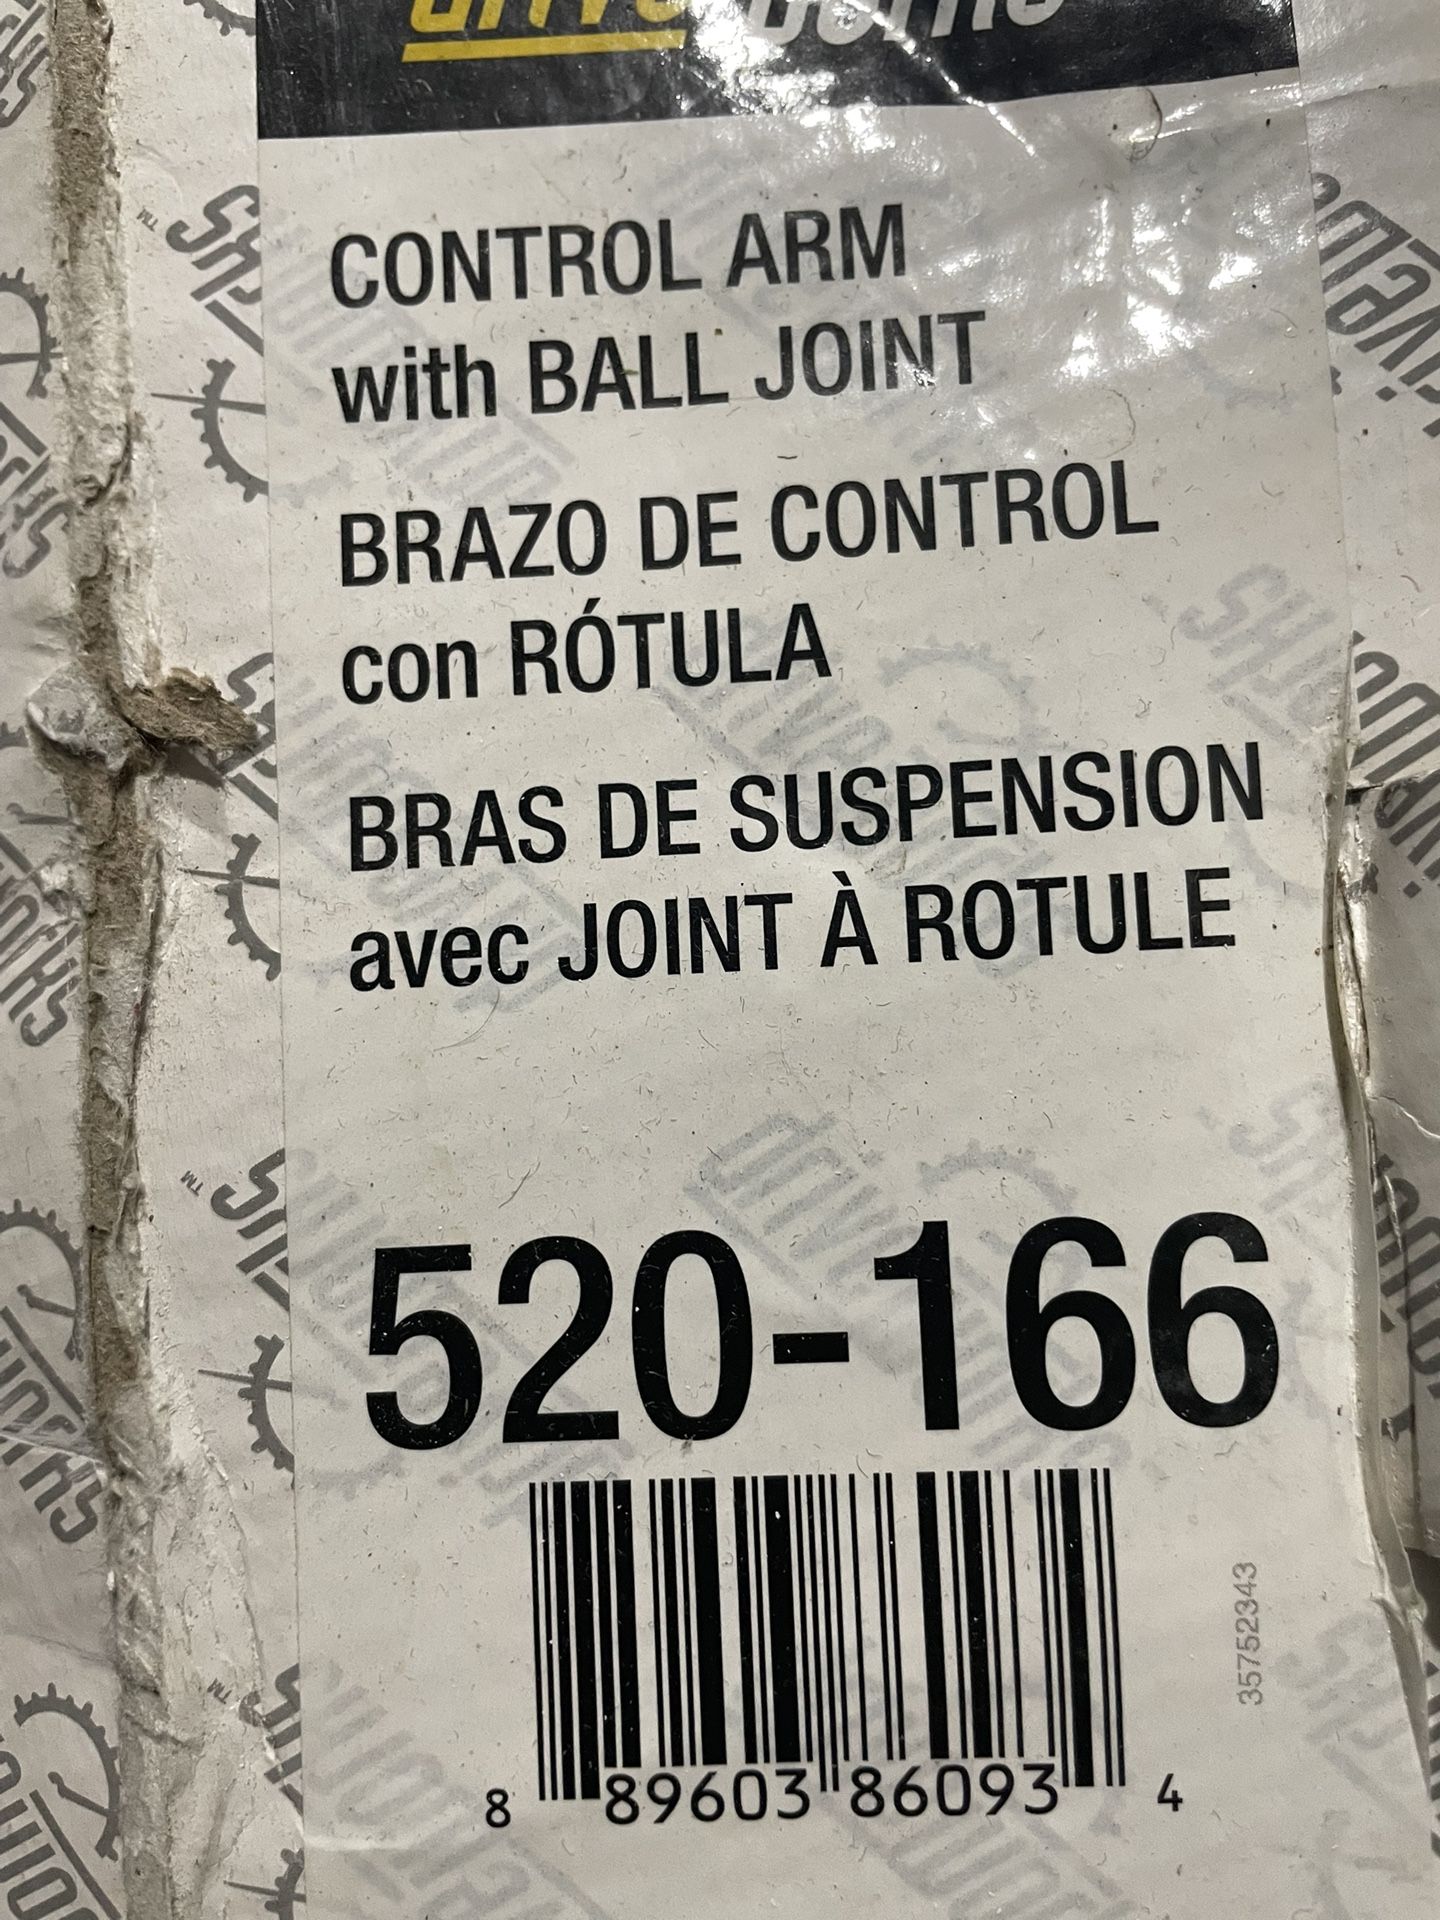 driveworks
CONTROL ARM
with BALL JOINT
BRAZO DE CONTROL
con RÓTULA
BRAS DE SUSPENSION
avec JOINT À ROTULE
520-166
35752343
8 89603 86093 4